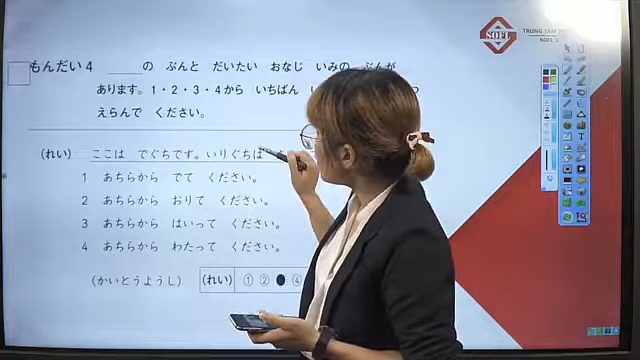 TRUNG TÂM
SOFL
もんだい4 ＿＿＿の ぶんと だいたい おなじ いみの ぶんが
あります。1・2・3・4から いちばん
えらんで ください。
(れい) ここは でぐちです。いりぐちは
1 あちらから でて ください。
2 あちらから おりて ください。
3 あちらから はいって ください。
4 あちらから わたって ください。
(かいとうようし) (れい) ① ② ● ④